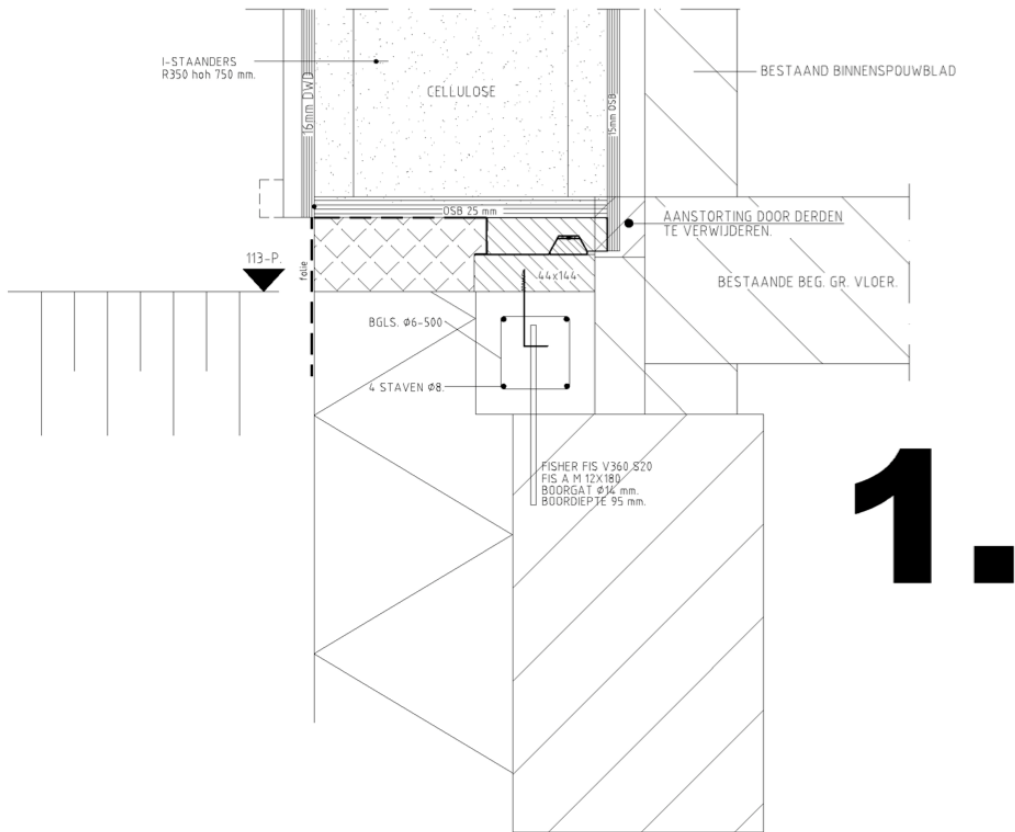 I-STAANDERS
R350 hoh 750 mm.
BESTAAND BINNENSPOUWBLAD
CELLULOSE
16mm DWD
15mm OSB
OSB 25 mm
AANSTORTING DOOR DERDEN
TE VERWIJDEREN.
113-P.
folie
44x144
BESTAANDE BEG. GR. VLOER.
BGLS. Ø6-500
4 STAVEN Ø8.
FISHER FIS V360 S20
FIS A M 12X180
BOORGAT Ø14 mm.
BOORDIEPTE 95 mm.
1.